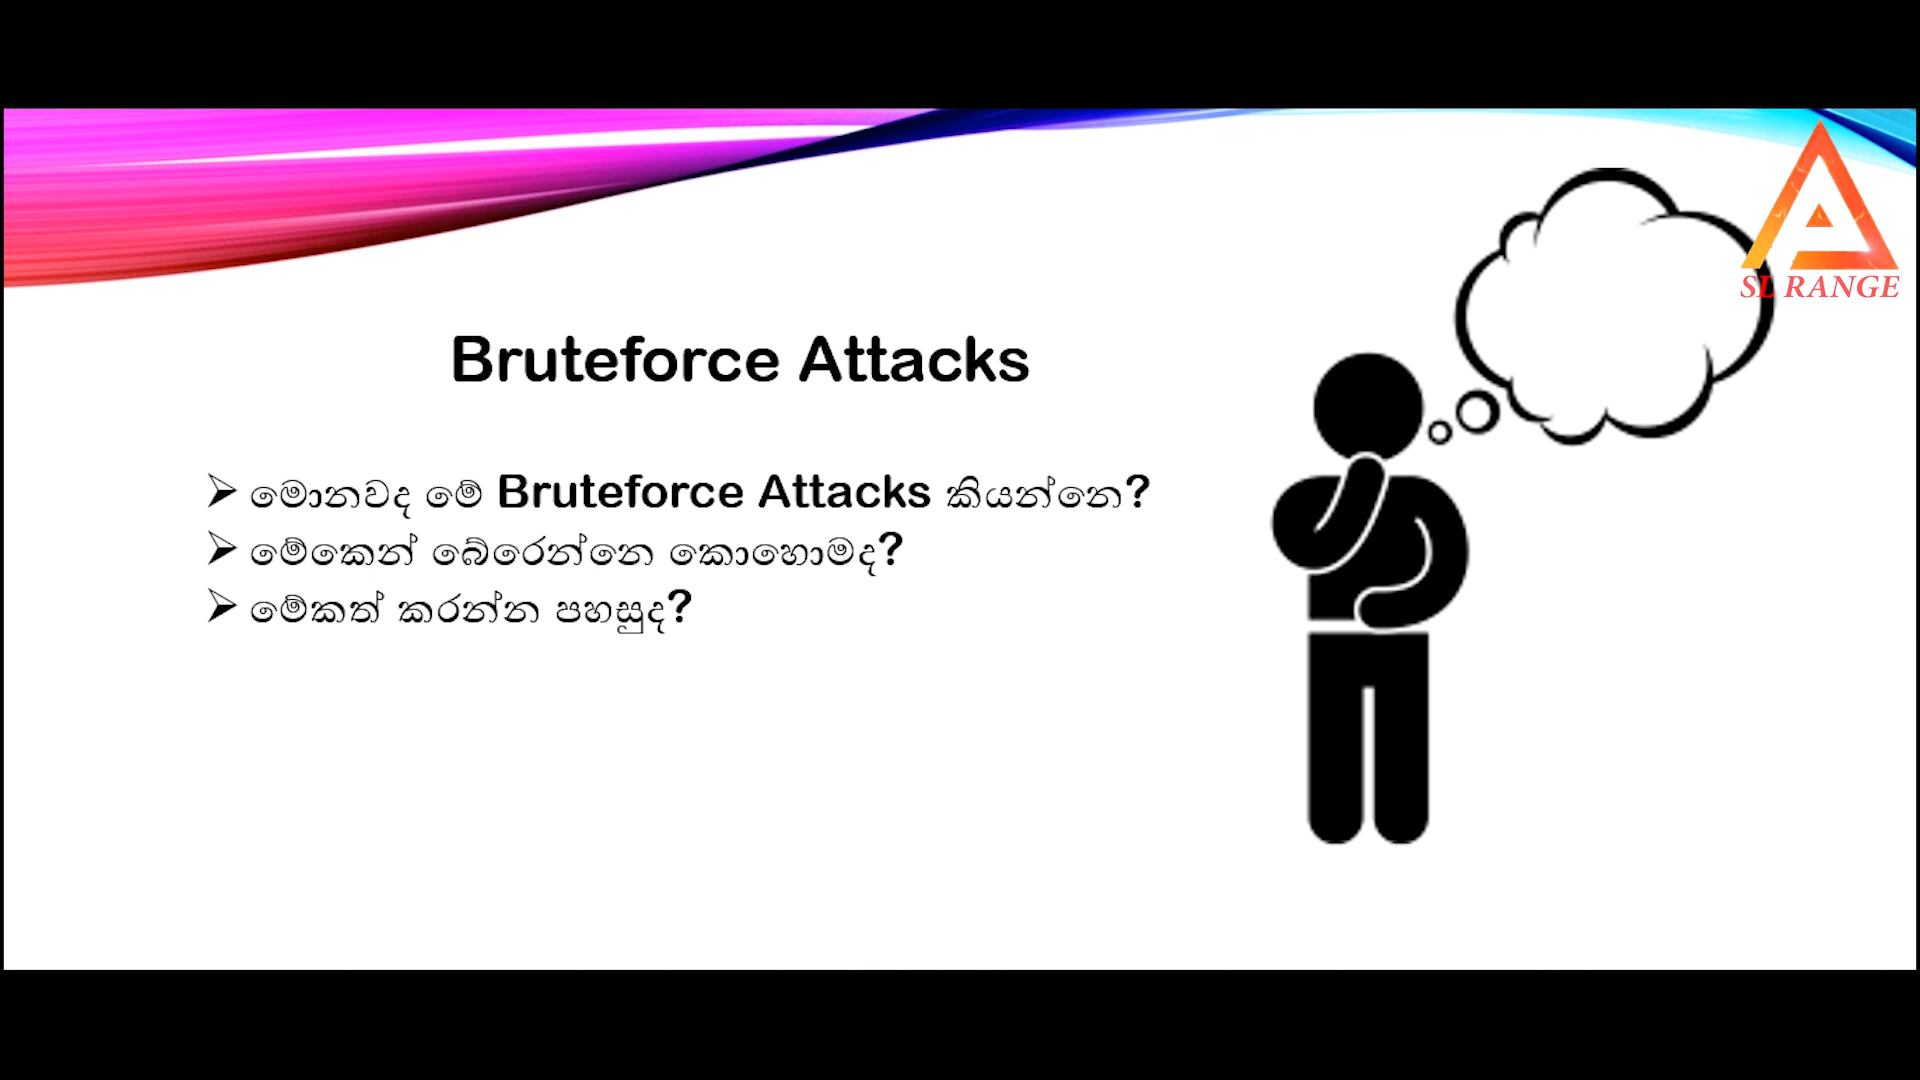 SL RANGE
Bruteforce Attacks
මොනවද මේ Bruteforce Attacks කියන්නෙ?
මේකෙන් බේරෙන්නෙ කොහොමද?
මේකත් කරන්න පහසුද?